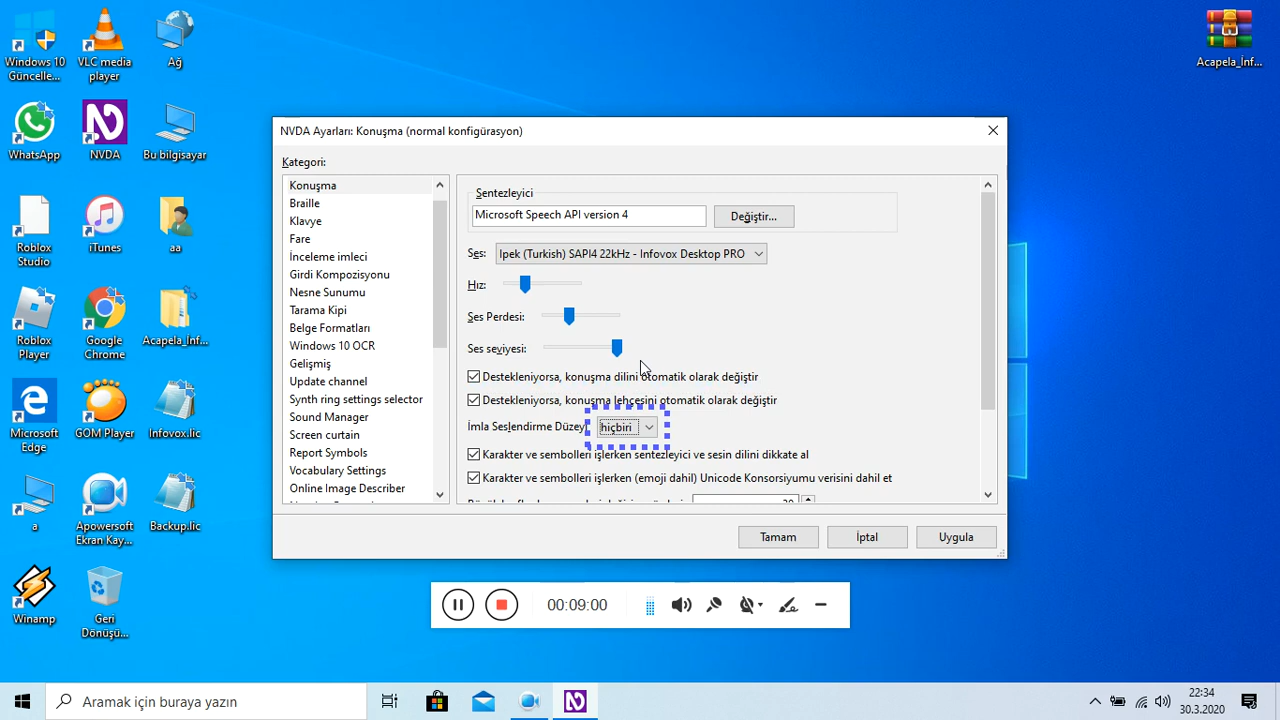 Windows 10
Güncelle...
VLC media
player
Ağ
WhatsApp
NVDA
Bu bilgisayar
Roblox
Studio
iTunes
aa
Roblox
Player
Google
Chrome
Acapela_İnf...
Microsoft
Edge
GOM Player
Infovox.lic
a
Apowersoft
Ekran Kay...
Backup.lic
Winamp
Geri
Dönüşü...
Acapela_İnf...
NVDA Ayarları: Konuşma (normal konfigürasyon)
Kategori:
Konuşma
Braille
Klavye
Fare
İnceleme imleci
Girdi Kompozisyonu
Nesne Sunumu
Tarama Kipi
Belge Formatları
Windows 10 OCR
Gelişmiş
Update channel
Synth ring settings selector
Sound Manager
Screen curtain
Report Symbols
Vocabulary Settings
Online Image Describer
Sentezleyici
Microsoft Speech API version 4
Değiştir...
Ses:
Ipek (Turkish) SAPI4 22kHz - Infovox Desktop PRO
Hız:
Ses Perdesi:
Ses seviyesi:
Destekleniyorsa, konuşma dilini otomatik olarak değiştir
Destekleniyorsa, konuşma lehçesini otomatik olarak değiştir
İmla Seslendirme Düzey
hiçbiri
Karakter ve sembolleri işlerken sentezleyici ve sesin dilini dikkate al
Karakter ve sembolleri işlerken (emoji dahil) Unicode Konsorsiyumu verisini dahil et
Tamam
İptal
Uygula
00:09:00
Aramak için buraya yazın
22:34
30.3.2020